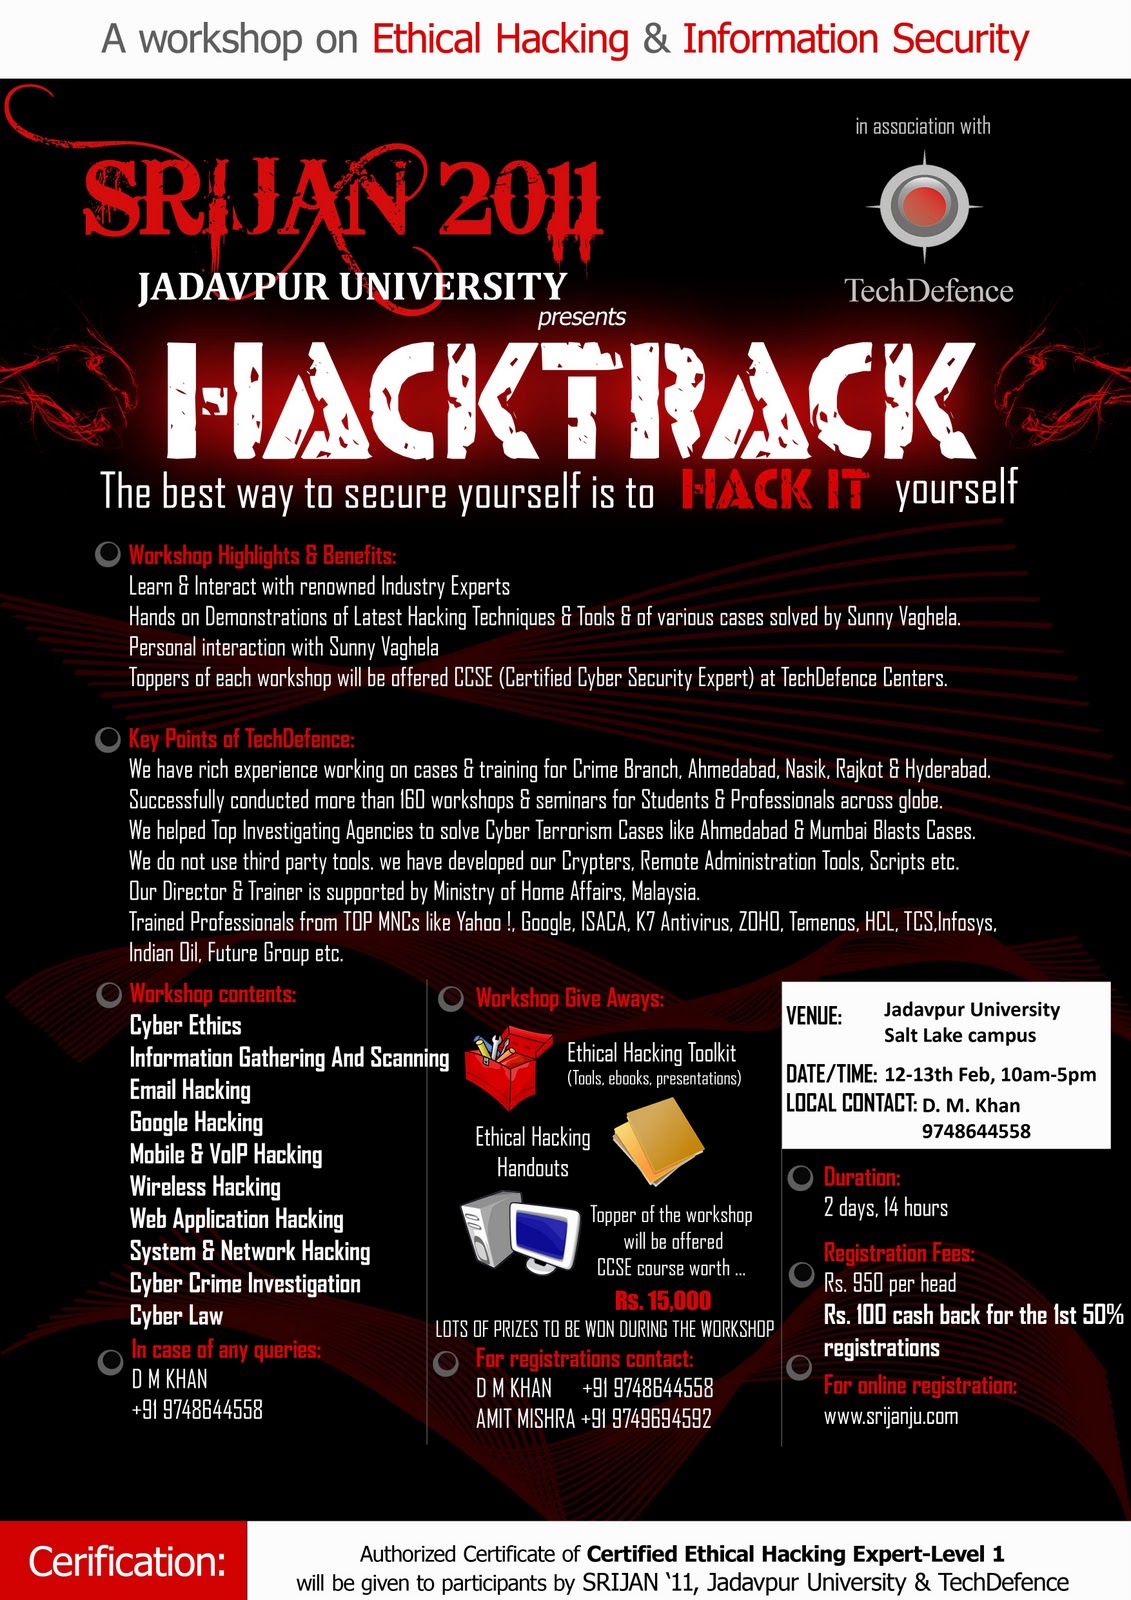 A workshop on Ethical Hacking & Information Security
in association with
SRIJAN 2011
TechDefence
JADAVPUR UNIVERSITY
presents
HACKTRACK
The best way to secure yourself is to HACK IT yourself
Workshop Highlights & Benefits:
Learn & Interact with renowned Industry Experts
Hands on Demonstrations of Latest Hacking Techniques & Tools & of various cases solved by Sunny Vaghela.
Personal interaction with Sunny Vaghela
Toppers of each workshop will be offered CCSE (Certified Cyber Security Expert) at TechDefence Centers.
Key Points of TechDefence:
We have rich experience working on cases & training for Crime Branch, Ahmedabad, Nasik, Rajkot & Hyderabad.
Successfully conducted more than 160 workshops & seminars for Students & Professionals across globe.
We helped Top Investigating Agencies to solve Cyber Terrorism Cases like Ahmedabad & Mumbai Blasts Cases.
We do not use third party tools. we have developed our Crypters, Remote Administration Tools, Scripts etc.
Our Director & Trainer is supported by Ministry of Home Affairs, Malaysia.
Trained Professionals from TOP MNCs like Yahoo !, Google, ISACA, K7 Antivirus, ZOHO, Temenos, HCL, TCS,Infosys,
Indian Oil, Future Group etc.
Workshop contents:
Cyber Ethics
Information Gathering And Scanning
Email Hacking
Google Hacking
Mobile & VoIP Hacking
Wireless Hacking
Web Application Hacking
System & Network Hacking
Cyber Crime Investigation
Cyber Law
In case of any queries:
D M KHAN
+91 9748644558
Workshop Give Aways:
Ethical Hacking Toolkit
(Tools, ebooks, presentations)
Ethical Hacking
Handouts
Topper of the workshop
will be offered
CCSE course worth ...
Rs. 15,000
LOTS OF PRIZES TO BE WON DURING THE WORKSHOP
For registrations contact:
D M KHAN +91 9748644558
AMIT MISHRA +91 9749694592
VENUE: Jadavpur University
Salt Lake campus
DATE/TIME: 12-13th Feb, 10am-5pm
LOCAL CONTACT: D. M. Khan
9748644558
Duration:
2 days, 14 hours
Registration Fees:
Rs. 950 per head
Rs. 100 cash back for the 1st 50%
registrations
For online registration:
www.srijanju.com
Cerification:
Authorized Certificate of Certified Ethical Hacking Expert-Level 1
will be given to participants by SRIJAN '11, Jadavpur University & TechDefence